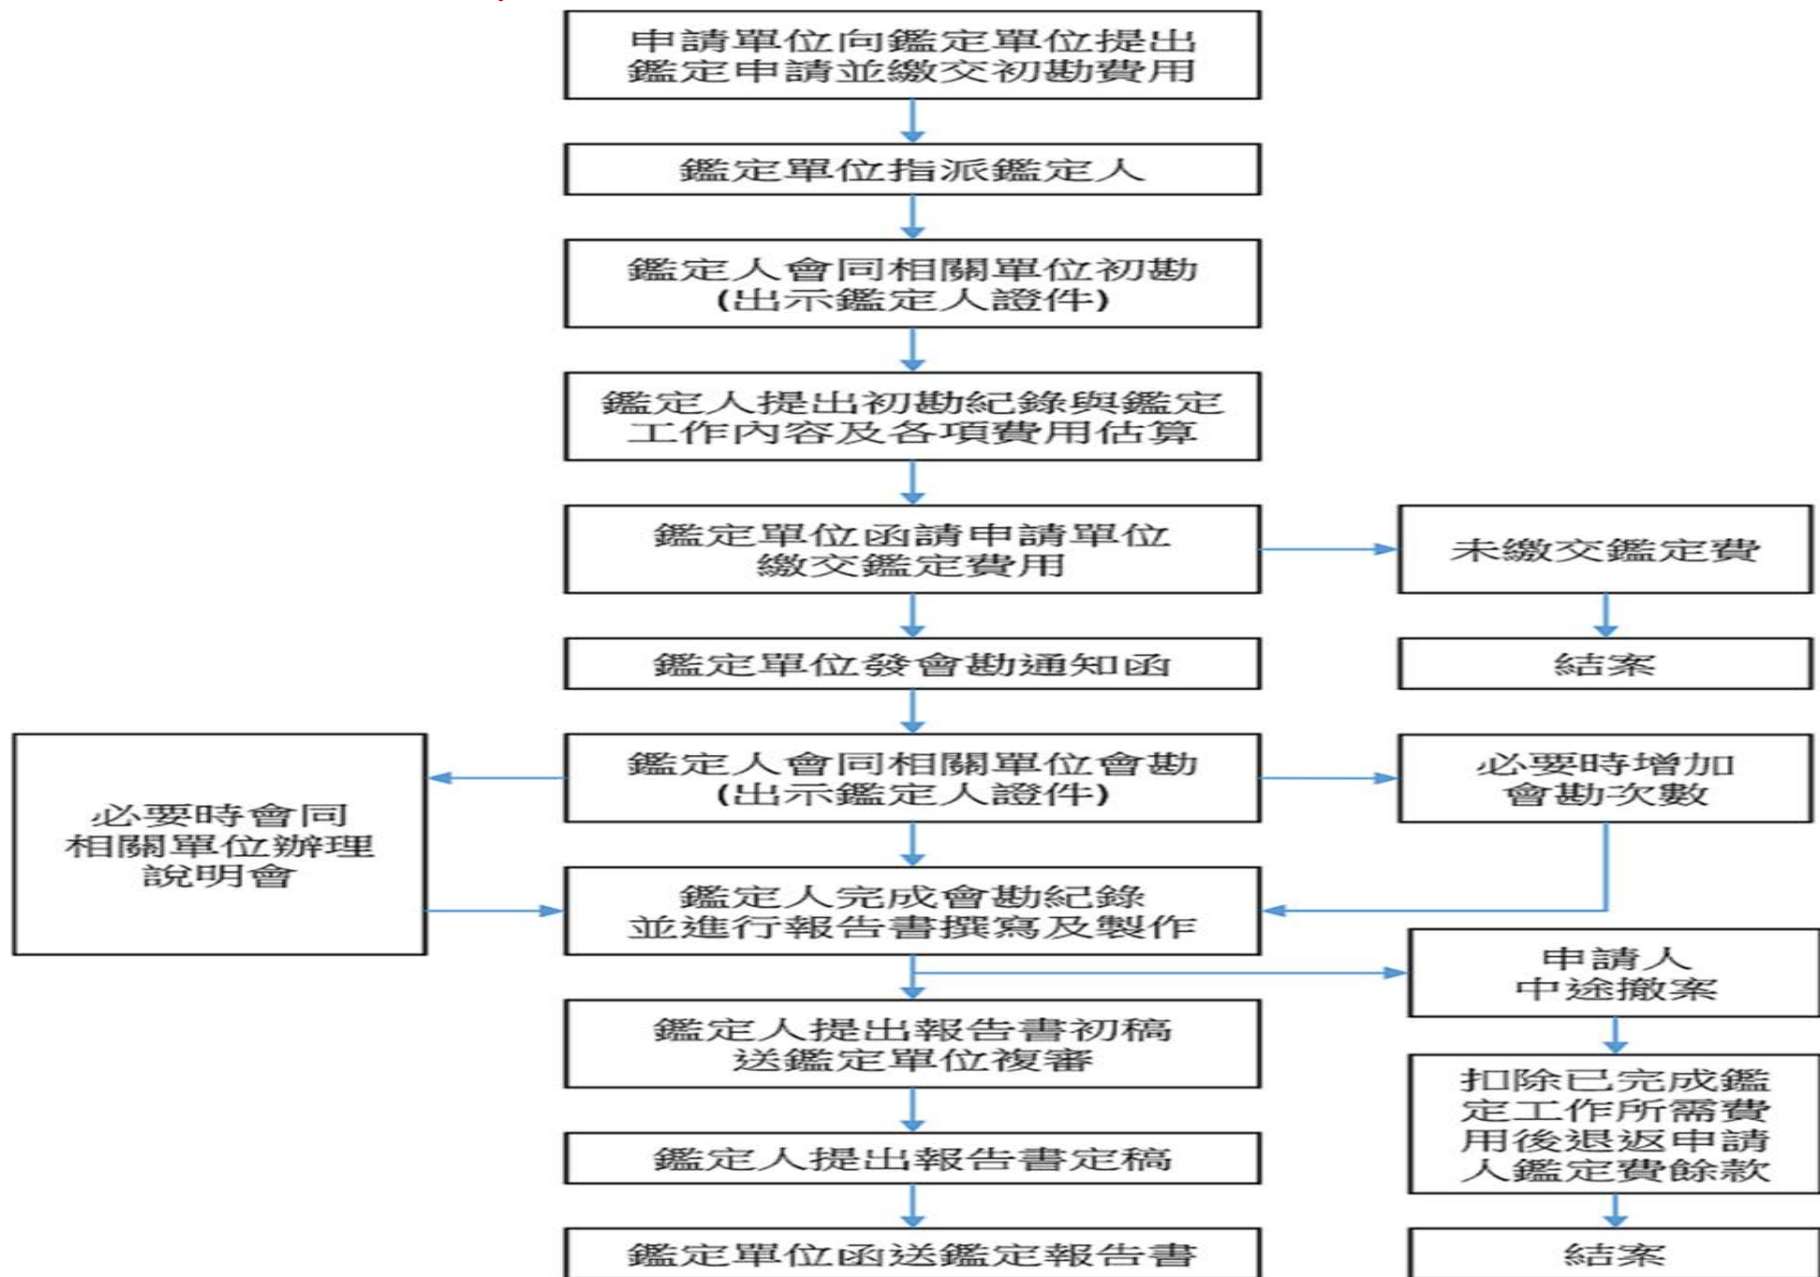 申請單位向鑑定單位提出
鑑定申請並繳交初勘費用
鑑定單位指派鑑定人
鑑定人會同相關單位初勘
(出示鑑定人證件)
鑑定人提出初勘紀錄與鑑定
工作內容及各項費用估算
鑑定單位函請申請單位
繳交鑑定費用
未繳交鑑定費
鑑定單位發會勘通知函
結案
鑑定人會同相關單位會勘
(出示鑑定人證件)
必要時增加
會勘次數
必要時會同
相關單位辦理
說明會
鑑定人完成會勘紀錄
並進行報告書撰寫及製作
申請人
中途撤案
鑑定人提出報告書初稿
送鑑定單位複審
扣除已完成鑑
定工作所需費
用後退返申請
人鑑定費餘款
鑑定人提出報告書定稿
鑑定單位函送鑑定報告書
結案